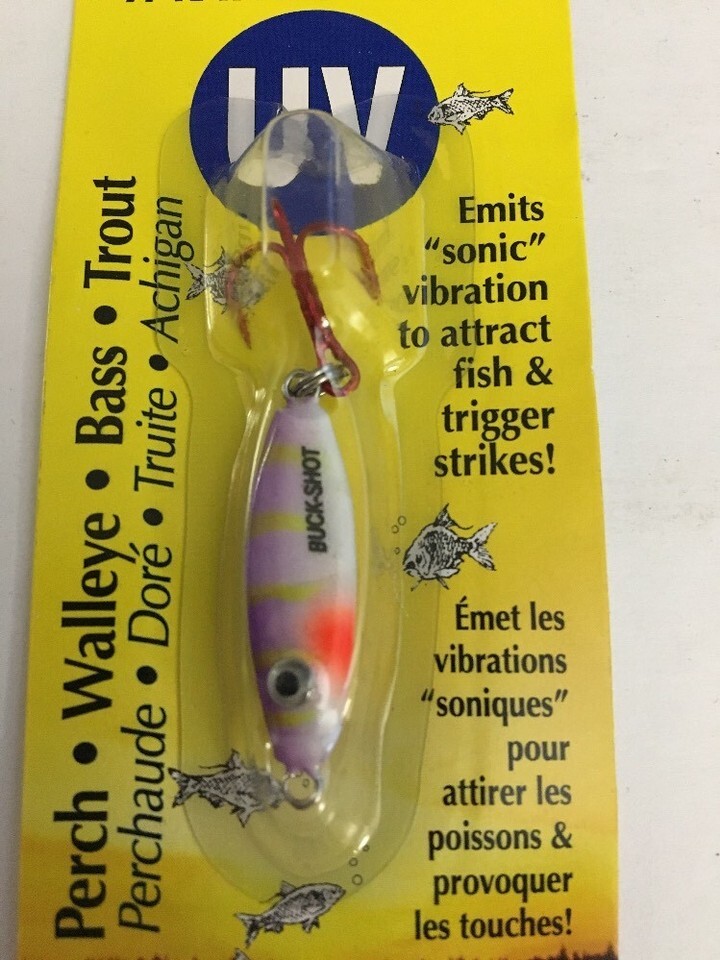 UV
Emits
“sonic”
vibration
to attract
fish &
trigger
strikes!
BUCK-SHOT
Émet les
vibrations
“soniques”
pour
attirer les
poissons &
provoquer
les touches!
Perch • Walleye • Bass • Trout
Perchaude • Doré • Truite • Achigan